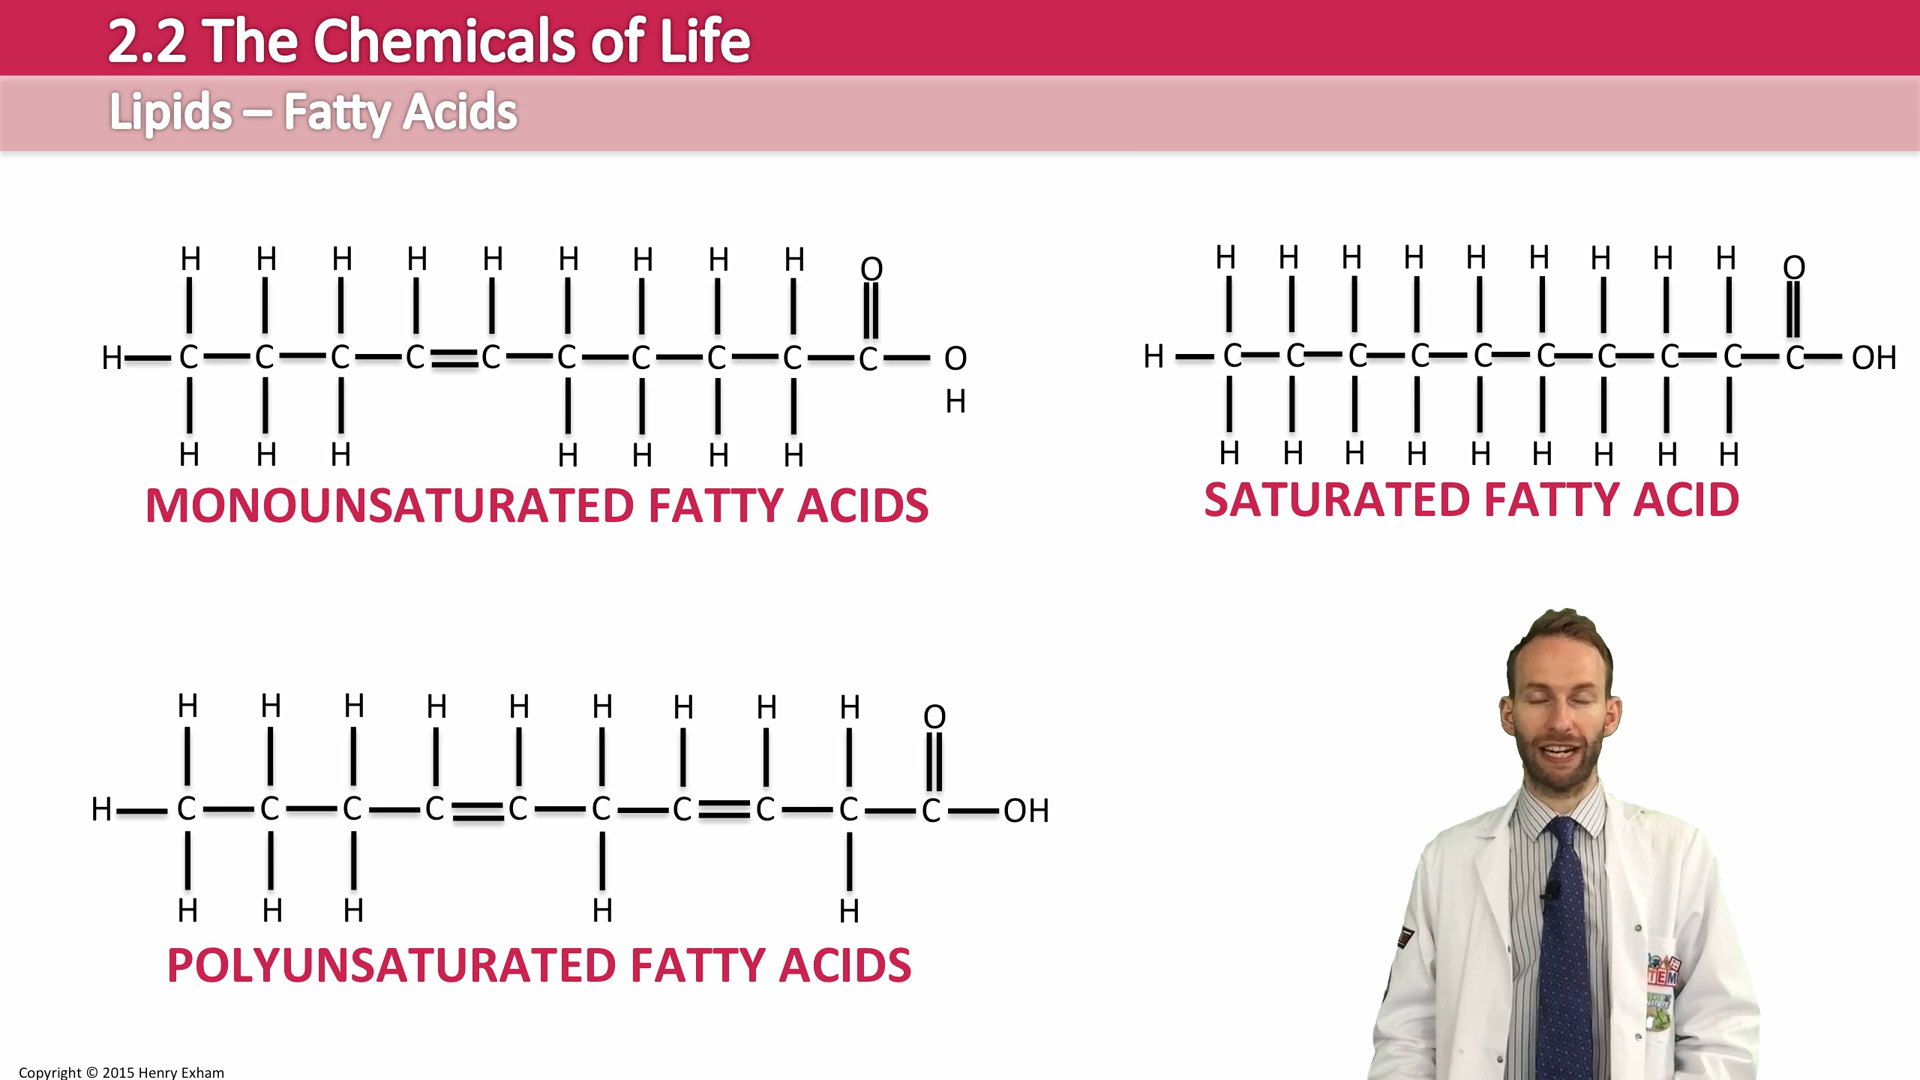 2.2 The Chemicals of Life
Lipids – Fatty Acids
H H H H H H H H H O
H C C C C C C C C C C O
H
H H H H H H H
MONOUNSATURATED FATTY ACIDS
H H H H H H H H H O
H C C C C C C C C C C OH
H H H H H H H H H
SATURATED FATTY ACID
H H H H H H H H H O
H C C C C C C C C C C OH
H H H H H
POLYUNSATURATED FATTY ACIDS
TEM
Copyright © 2015 Henry Exham